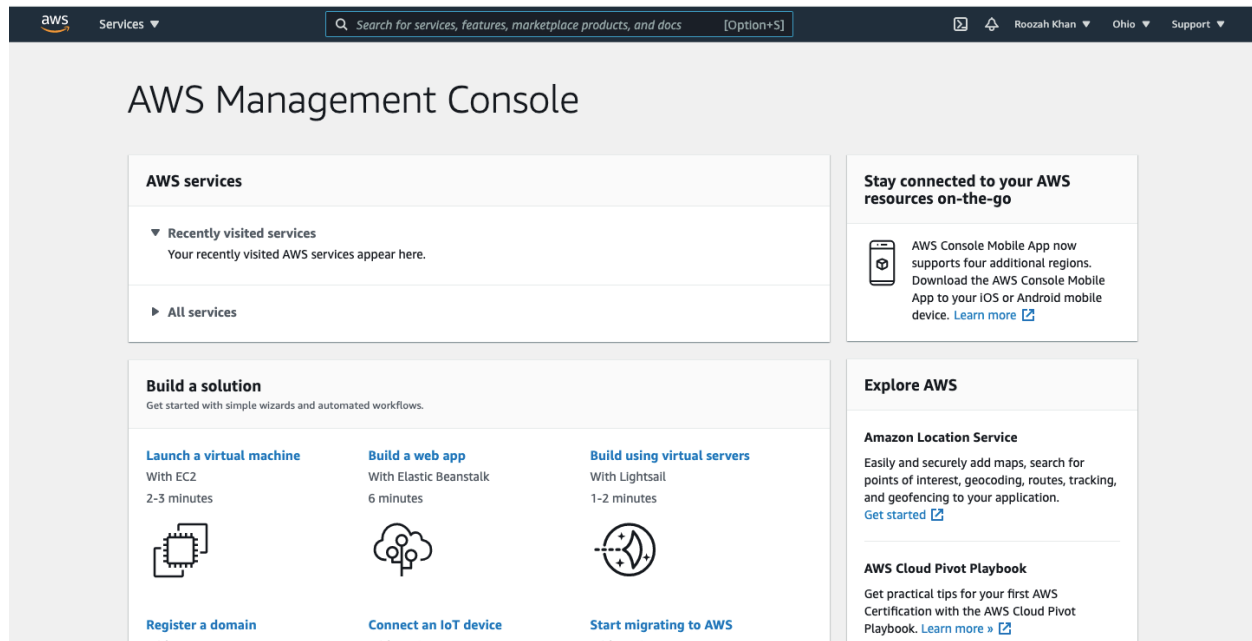 aws
Services ▼
Search for services, features, marketplace products, and docs
[Option+S]
Roozah Khan ▼
Ohio ▼
Support ▼
AWS Management Console
AWS services
▼ Recently visited services
Your recently visited AWS services appear here.
▶ All services
Stay connected to your AWS
resources on-the-go
AWS Console Mobile App now
supports four additional regions.
Download the AWS Console Mobile
App to your iOS or Android mobile
device. Learn more
Build a solution
Get started with simple wizards and automated workflows.
Launch a virtual machine
With EC2
2-3 minutes
Build a web app
With Elastic Beanstalk
6 minutes
Build using virtual servers
With Lightsail
1-2 minutes
Register a domain
Connect an IoT device
Start migrating to AWS
Explore AWS
Amazon Location Service
Easily and securely add maps, search for
points of interest, geocoding, routes, tracking,
and geofencing to your application.
Get started
AWS Cloud Pivot Playbook
Get practical tips for your first AWS
Certification with the AWS Cloud Pivot
Playbook. Learn more »